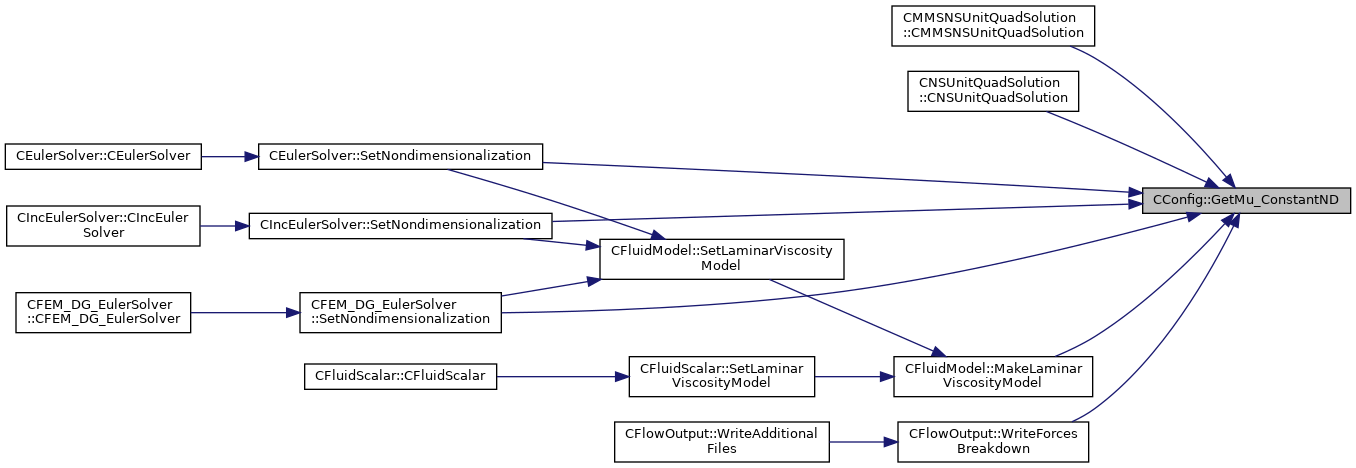 CMMSNSUnitQuadSolution
::CMMSNSUnitQuadSolution
CNSUnitQuadSolution
::CNSUnitQuadSolution
CEulerSolver::CEulerSolver
CEulerSolver::SetNondimensionalization
CConfig::GetMu_ConstantND
CIncEulerSolver::CIncEuler
Solver
CIncEulerSolver::SetNondimensionalization
CFluidModel::SetLaminarViscosity
Model
CFEM_DG_EulerSolver
::CFEM_DG_EulerSolver
CFEM_DG_EulerSolver
::SetNondimensionalization
CFluidScalar::CFluidScalar
CFluidScalar::SetLaminar
ViscosityModel
CFluidModel::MakeLaminar
ViscosityModel
CFlowOutput::WriteAdditional
Files
CFlowOutput::WriteForces
Breakdown